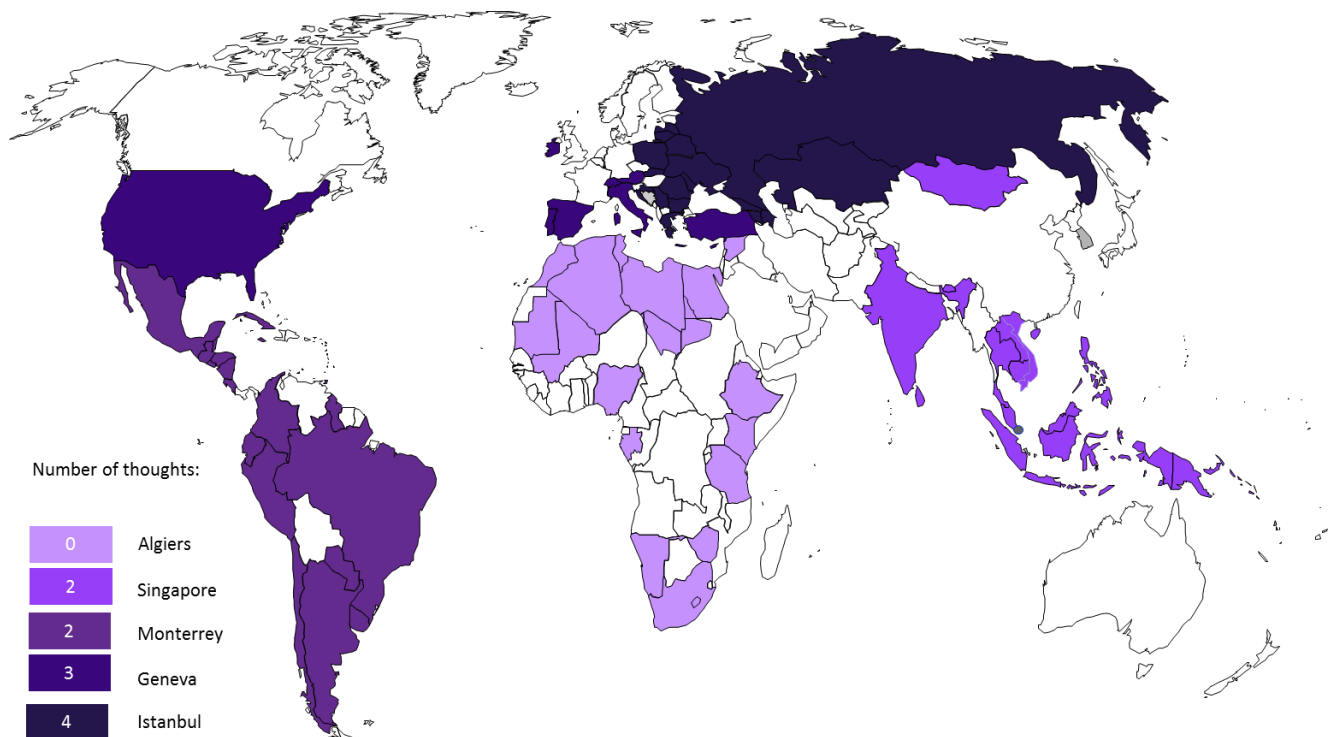 Number of thoughts:
0 Algiers
2 Singapore
2 Monterrey
3 Geneva
4 Istanbul